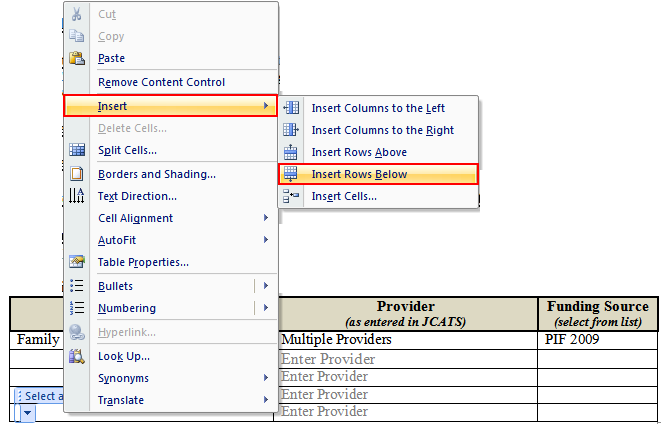 Cut
Copy
Paste
Remove Content Control
Insert
Delete Cells...
Split Cells...
Borders and Shading...
Text Direction...
Cell Alignment
AutoFit
Table Properties...
Bullets
Numbering
Hyperlink...
Look Up...
Synonyms
Translate
Insert Columns to the Left
Insert Columns to the Right
Insert Rows Above
Insert Rows Below
Insert Cells...
Provider Funding Source
(as entered in JCATS) (select from list)
Family Multiple Providers PIF 2009
Enter Provider
Enter Provider
Select a Enter Provider
Enter Provider